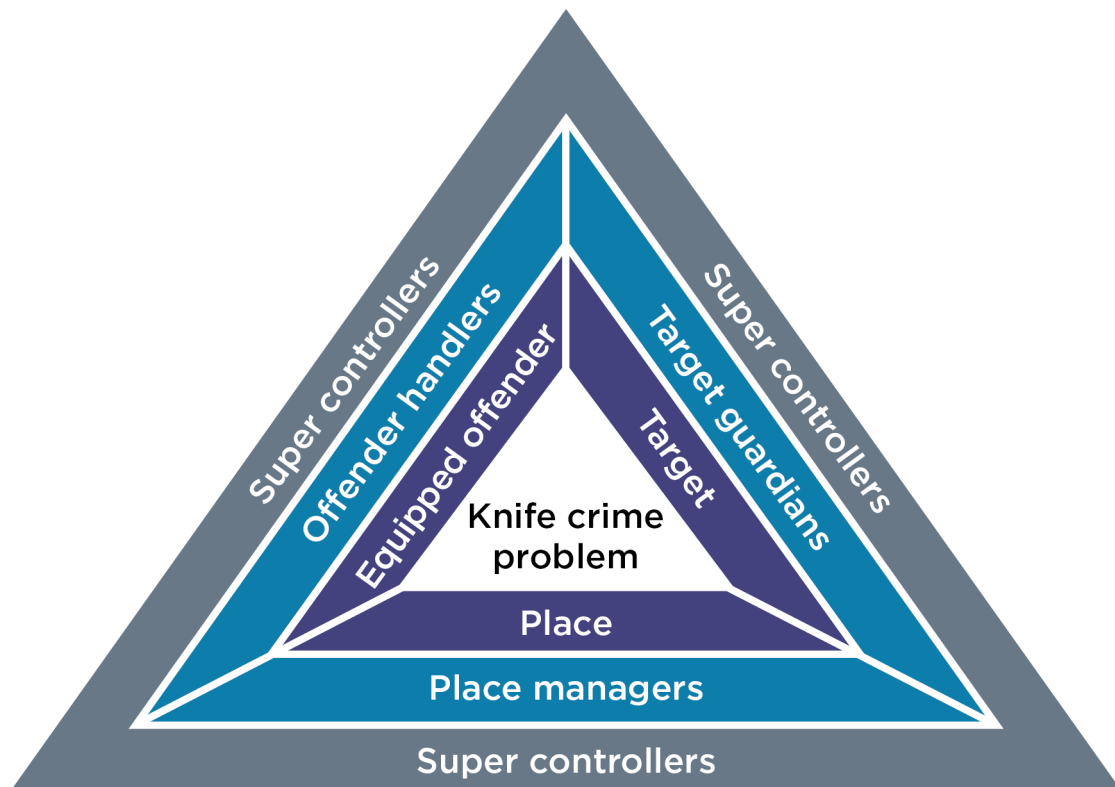 Super controllers
Offender handlers
Equipped offender
Target
Target guardians
Super controllers
Knife crime
problem
Place
Place managers
Super controllers